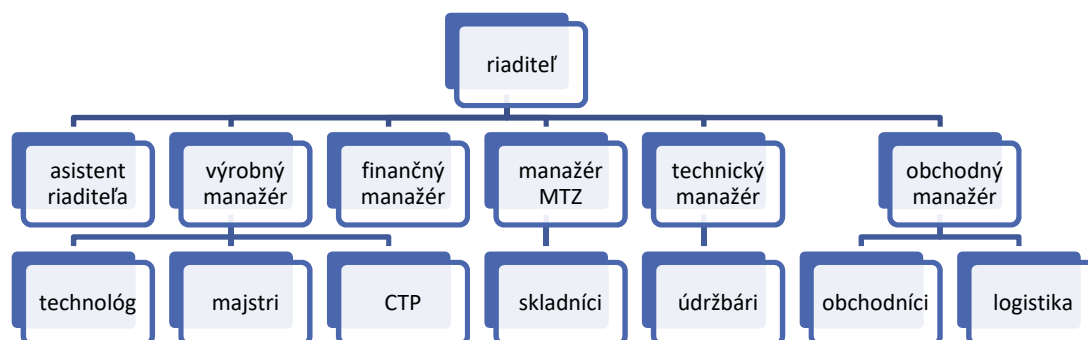 riaditeľ
asistent
riaditeľa
výrobný
manažér
finančný
manažér
manažér
MTZ
technický
manažér
obchodný
manažér
technológ
majstri
CTP
skladníci
údržbári
obchodníci
logistika